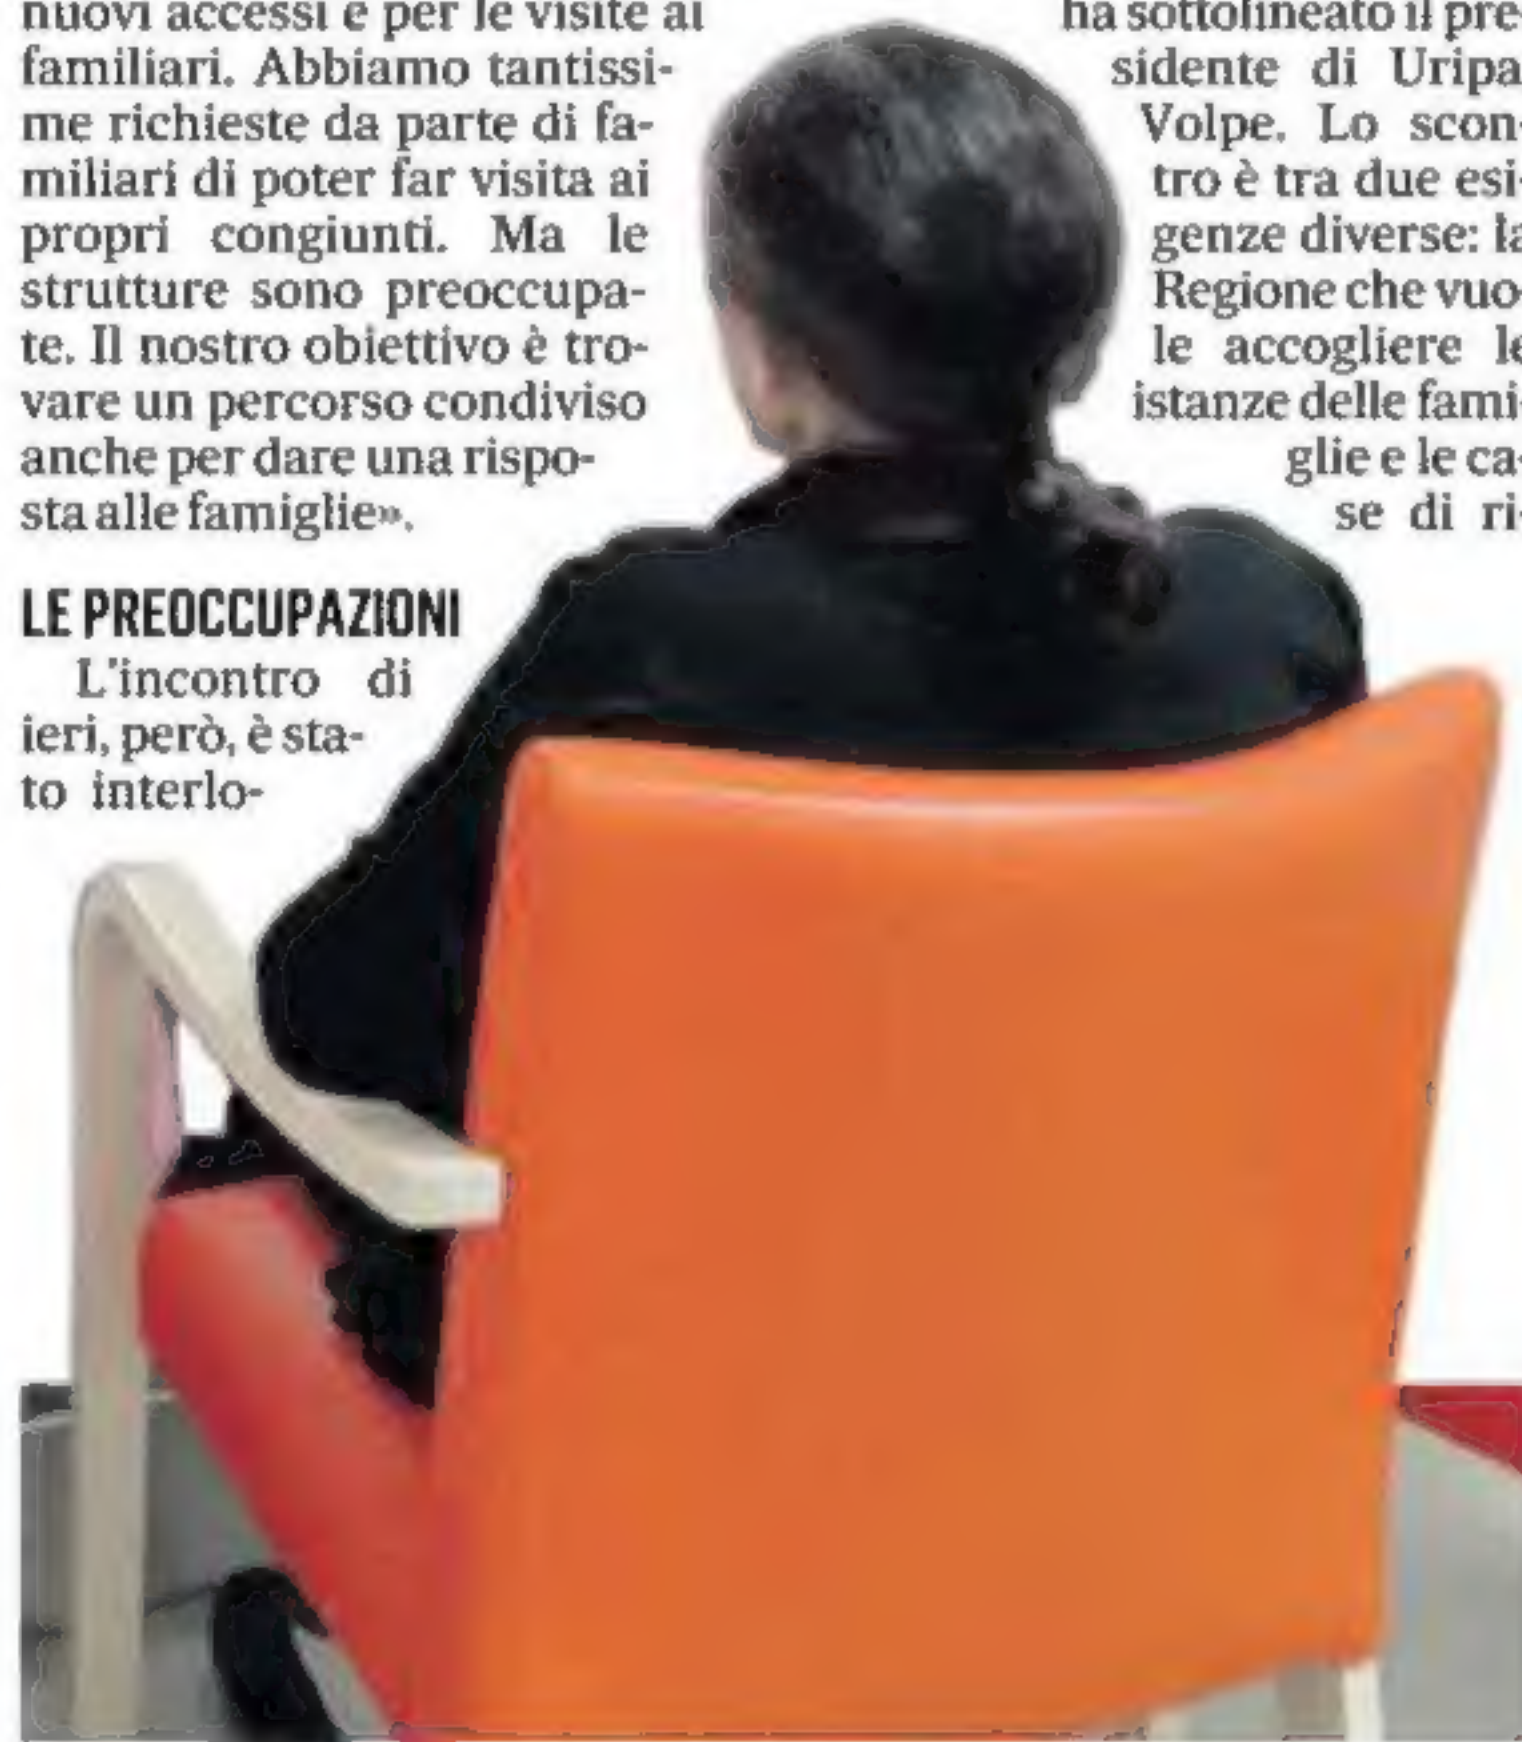 nuovi accessi e per le visite ai
familiari. Abbiamo tantissi-
me richieste da parte di fa-
miliari di poter far visita ai
propri congiunti. Ma le
strutture sono preoccupa-
te. Il nostro obiettivo è tro-
vare un percorso condiviso
anche per dare una rispo-
sta alle famiglie».
LE PREOCCUPAZIONI
L'incontro di
ieri, però, è sta-
to interlo-
ha sottolineato il pre-
sidente di Uripa
Volpe. Lo scon-
tro è tra due esi-
genze diverse: la
Regione che vuo-
le accogliere le
istanze delle fami-
glie e le ca-
se di ri-